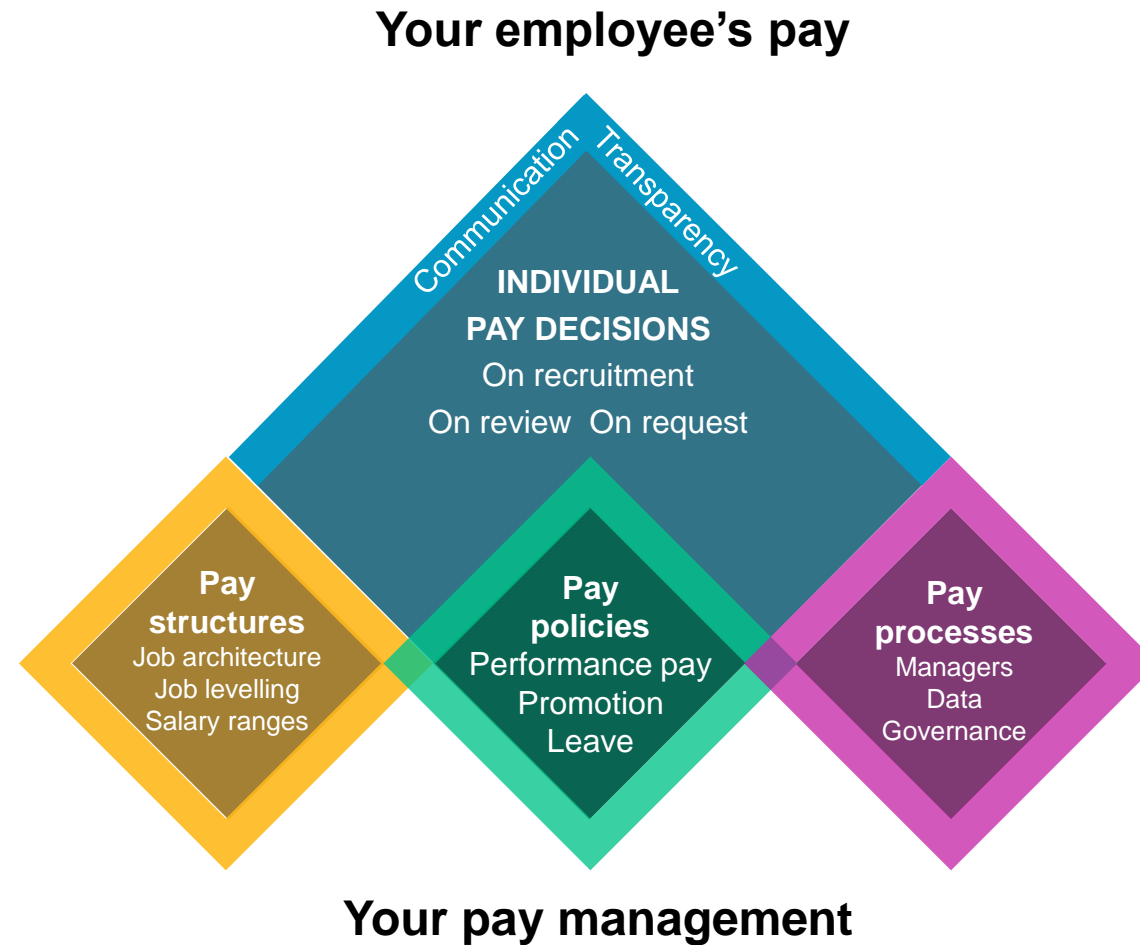 Your employee’s pay
Communication
Transparency
INDIVIDUAL
PAY DECISIONS
On recruitment
On review On request
Pay
structures
Job architecture
Job levelling
Salary ranges
Pay
policies
Performance pay
Promotion
Leave
Pay
processes
Managers
Data
Governance
Your pay management